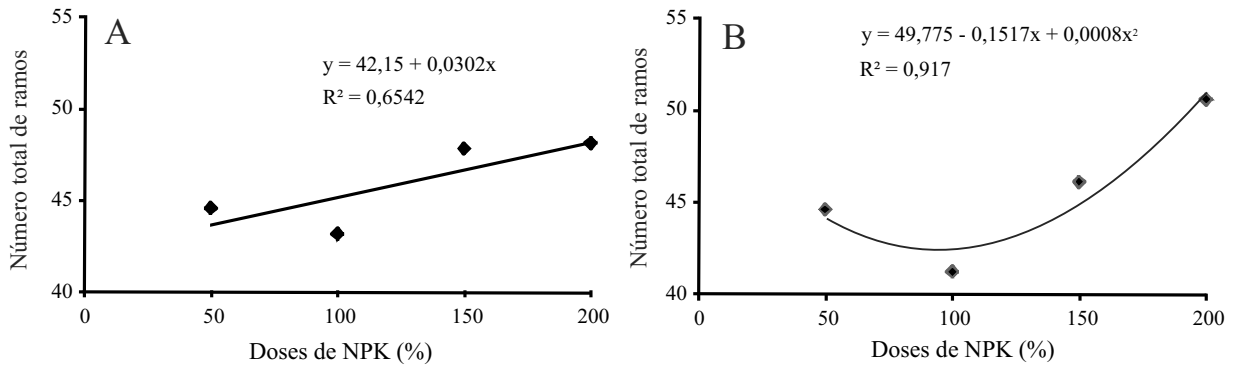 A
y = 42,15 + 0,0302x
R² = 0,6542
Número total de ramos
55
50
45
40
0 50 100 150 200
Doses de NPK (%)
B
y = 49,775 - 0,1517x + 0,0008x²
R² = 0,917
Número total de ramos
55
50
45
40
0 50 100 150 200
Doses de NPK (%)